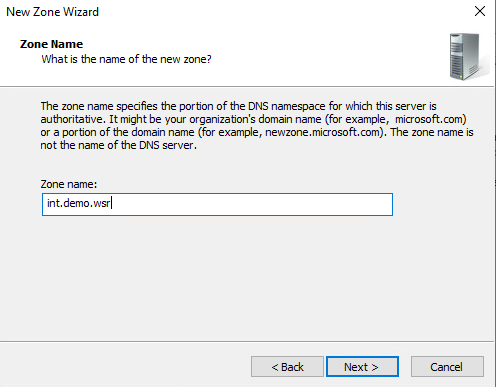 New Zone Wizard
Zone Name
What is the name of the new zone?
The zone name specifies the portion of the DNS namespace for which this server is
authoritative. It might be your organization's domain name (for example, microsoft.com)
or a portion of the domain name (for example, newzone.microsoft.com). The zone name is
not the name of the DNS server.
Zone name:
int.demo.wsr
< Back
Next >
Cancel